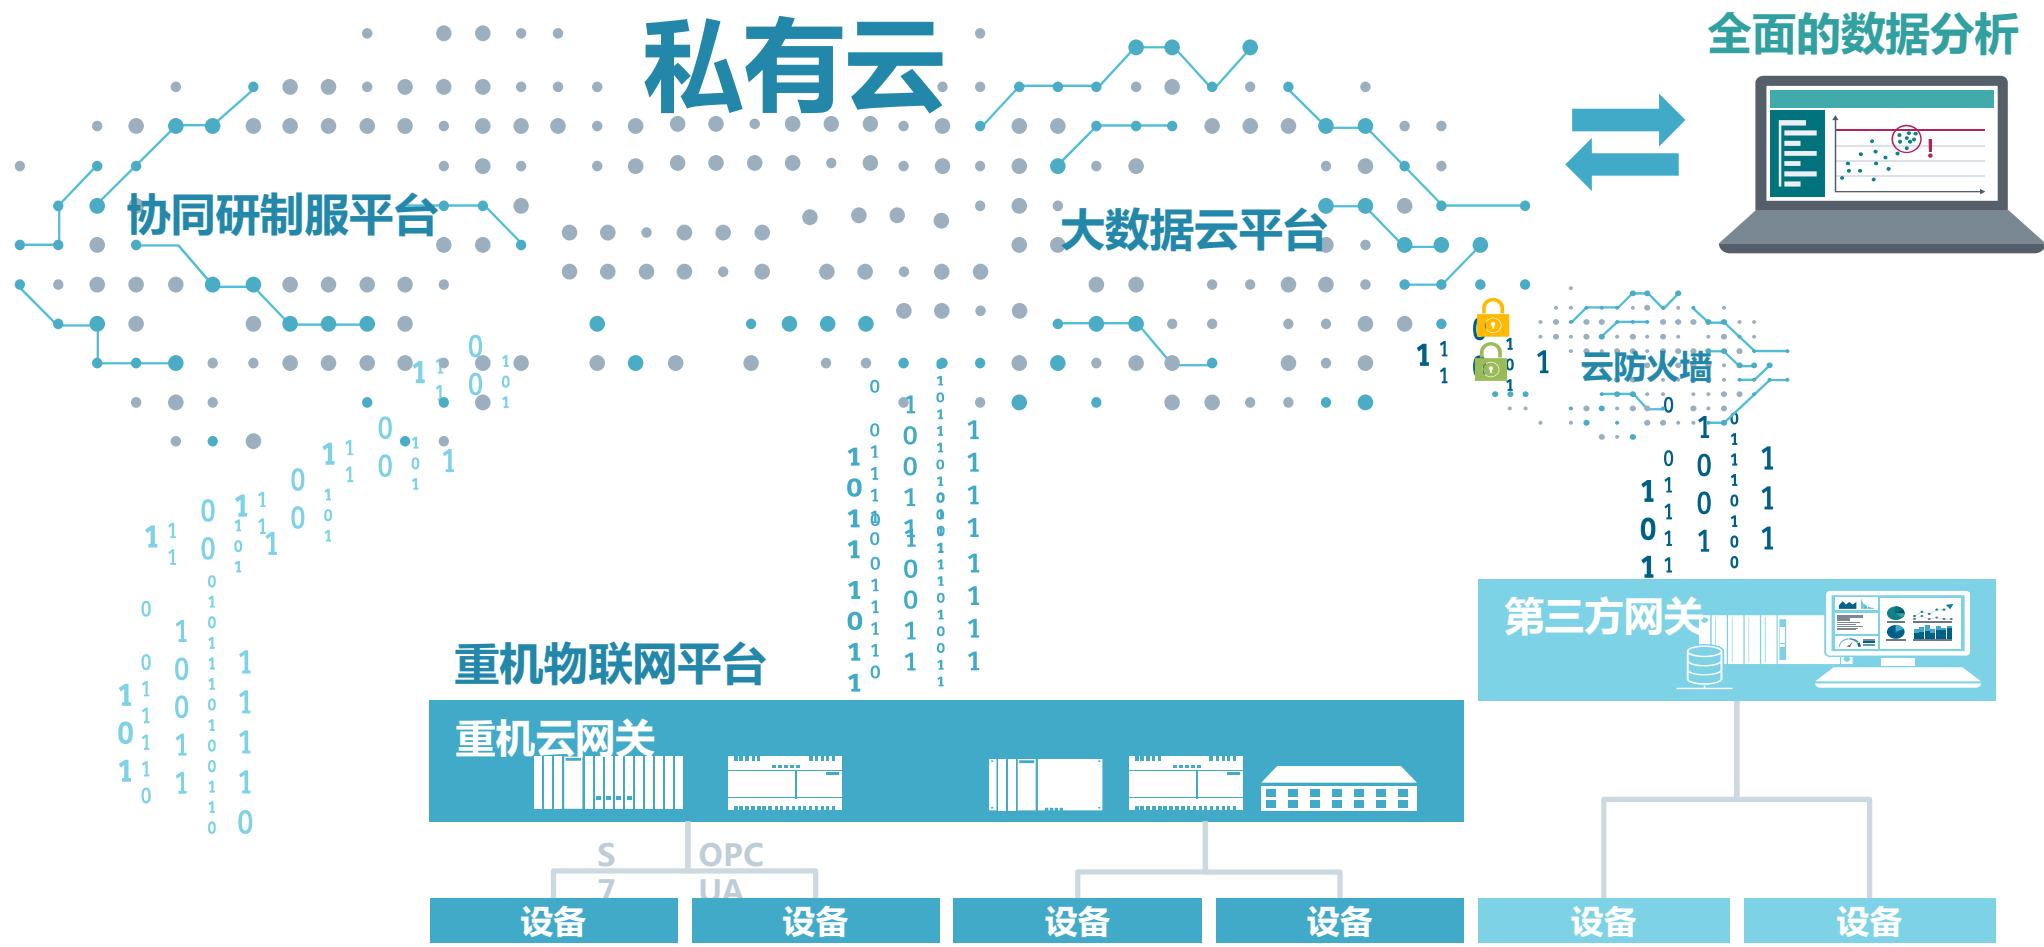 私有云
全面的数据分析
协同研制服平台
大数据云平台
云防火墙
重机物联网平台
重机云网关
第三方网关
S7
OPC UA
设备
设备
设备
设备
设备
设备